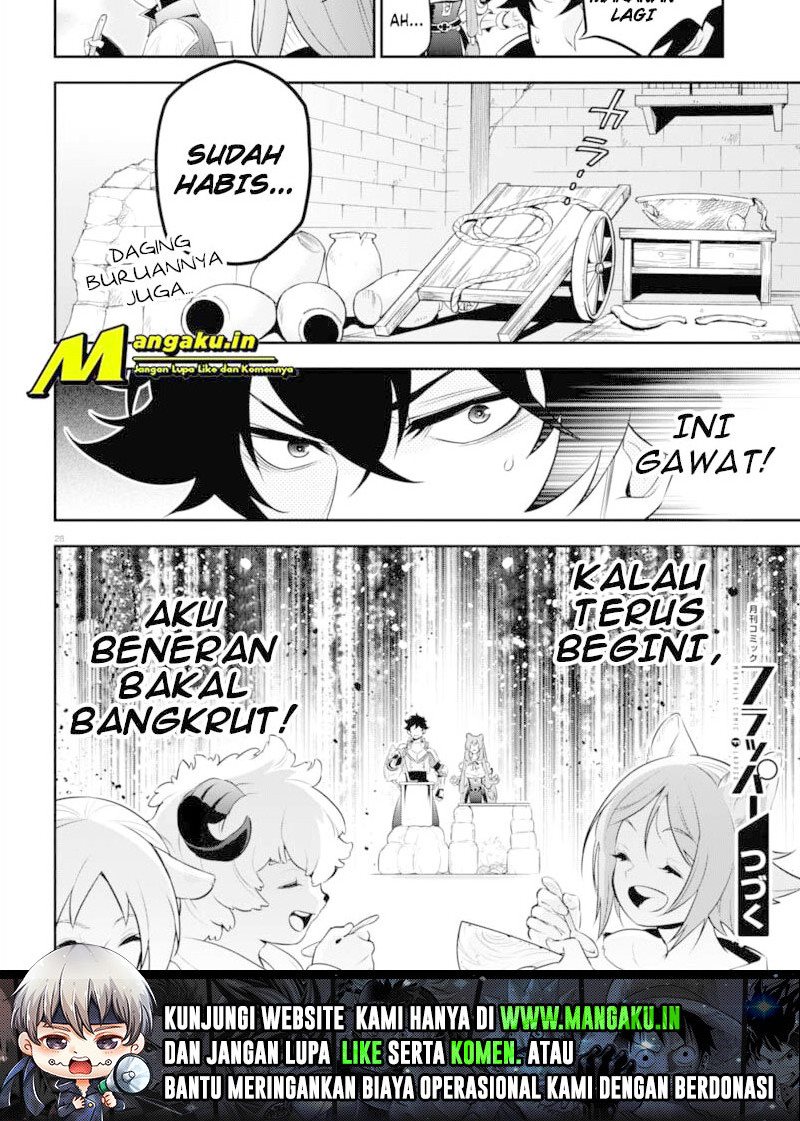 AH...
LAGI
SUDAH
HABIS...
カラ...
DAGING
BURUANNYA
JUGA...
Mangaku.in
Jangan Lupa Like dan Komennya
INI
GAWAT!
28
KALAU
TERUS
BEGINI,
AKU
BENERAN
BAKAL
BANGKRUT!
月刊コミック
フラッパー
つづく
KUNJUNGI WEBSITE KAMI HANYA DI WWW.MANGAKU.IN
DAN JANGAN LUPA LIKE SERTA KOMEN. ATAU
BANTU MERINGANKAN BIAYA OPERASIONAL KAMI DENGAN BERDONASI